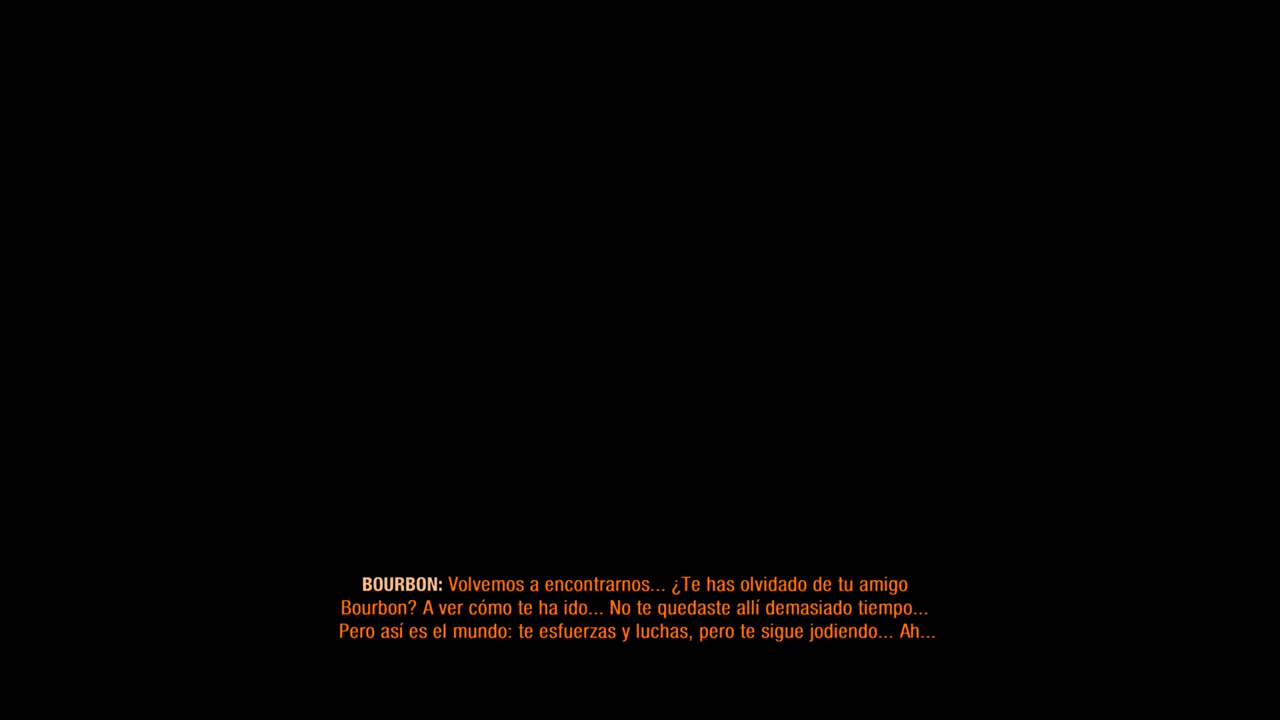 BOURBON: Volvemos a encontrarnos... ¿Te has olvidado de tu amigo
Bourbon? A ver cómo te ha ido... No te quedaste allí demasiado tiempo...
Pero así es el mundo: te esfuerzas y luchas, pero te sigue jodiendo... Ah...